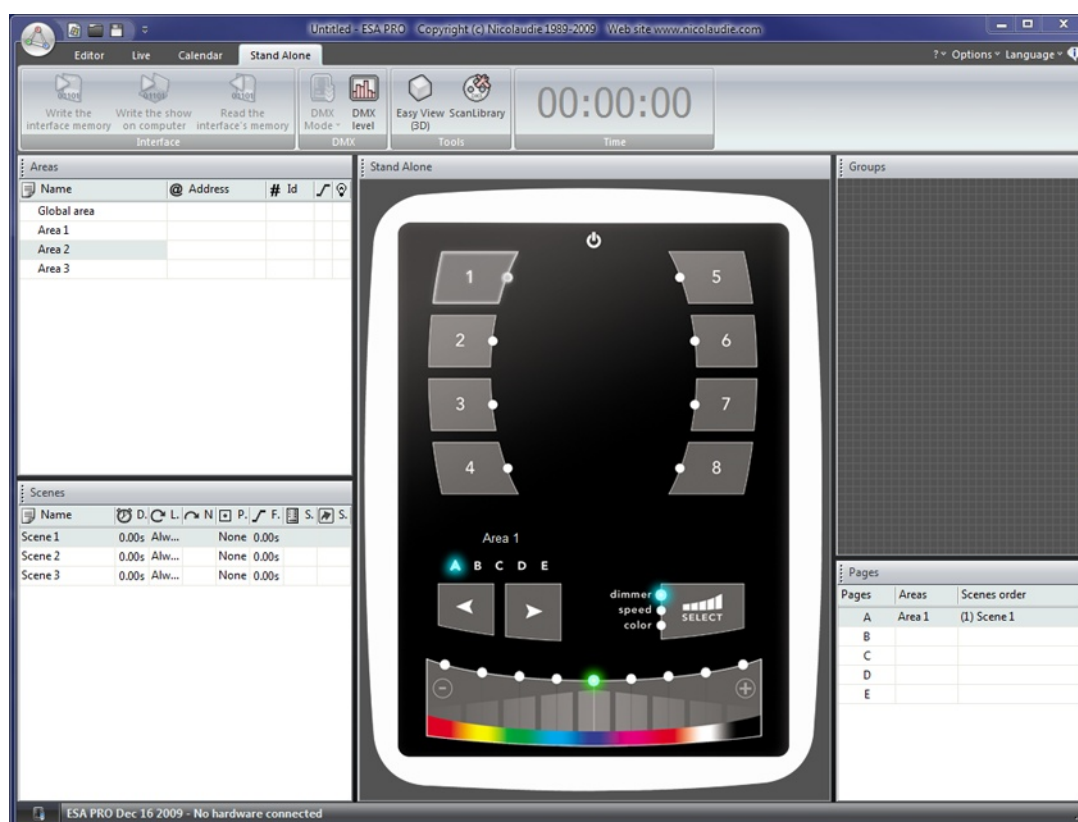 Untitled - ESA PRO Copyright (c) Nicolaudie 1989-2009 Web site www.nicolaudie.com
Editor Live Calendar Stand Alone ? Options Language
Write the interface memory
Write the show on computer
Read the interface's memory
Interface
DMX Mode
DMX level
DMX
Easy View (3D)
ScanLibrary
Tools
00:00:00
Time
Areas
Name @ Address # Id
Global area
Area 1
Area 2
Area 3
Scenes
Name D. L. N P. F. S. S.
Scene 1 0.00s Alw... None 0.00s
Scene 2 0.00s Alw... None 0.00s
Scene 3 0.00s Alw... None 0.00s
Stand Alone
1 5
2 6
3 7
4 8
Area 1
A B C D E
dimmer
speed
color
SELECT
Groups
Pages
Pages Areas Scenes order
A Area 1 (1) Scene 1
B
C
D
E
ESA PRO Dec 16 2009 - No hardware connected